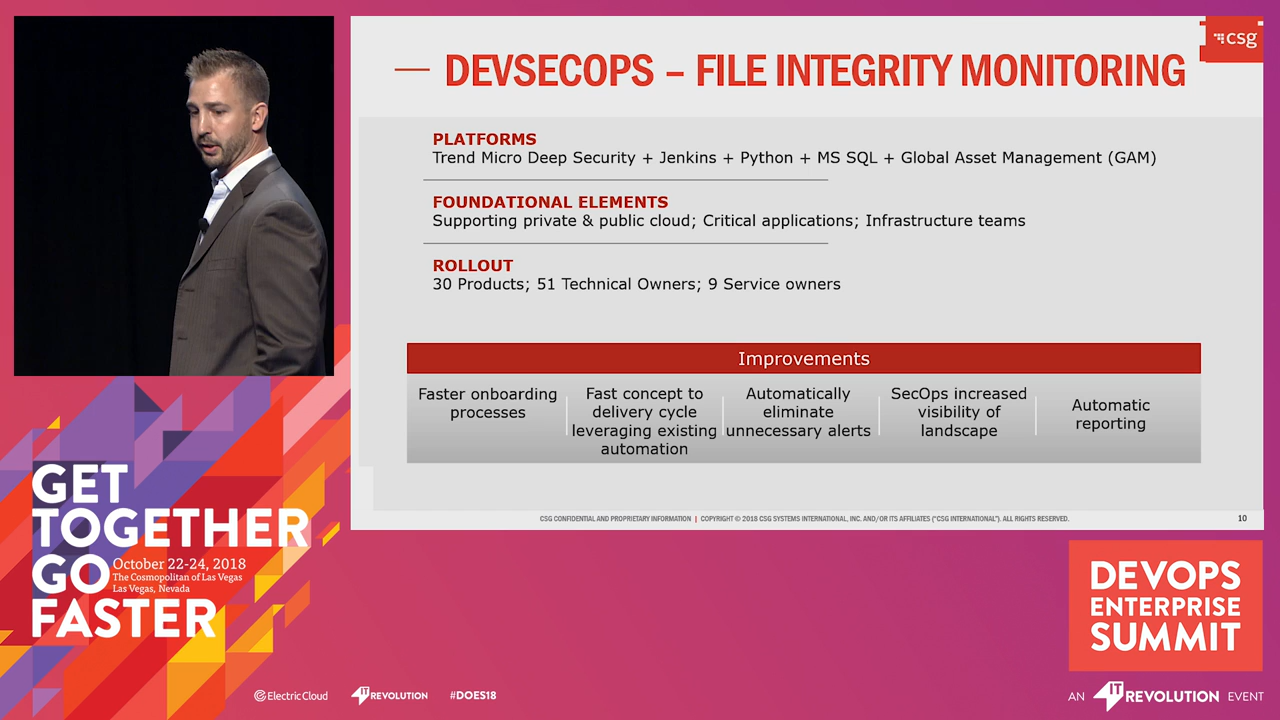 csg
— DEVSECOPS – FILE INTEGRITY MONITORING
PLATFORMS
Trend Micro Deep Security + Jenkins + Python + MS SQL + Global Asset Management (GAM)
FOUNDATIONAL ELEMENTS
Supporting private & public cloud; Critical applications; Infrastructure teams
ROLLOUT
30 Products; 51 Technical Owners; 9 Service owners
Improvements
Faster onboarding
processes
Fast concept to
delivery cycle
leveraging existing
automation
Automatically
eliminate
unnecessary alerts
SecOps increased
visibility of
landscape
Automatic
reporting
CSG CONFIDENTIAL AND PROPRIETARY INFORMATION | COPYRIGHT © 2018 CSG SYSTEMS INTERNATIONAL, INC. AND/OR ITS AFFILIATES ("CSG INTERNATIONAL"). ALL RIGHTS RESERVED.
10
GET
TOGETHER
GO
October 22-24, 2018
The Cosmopolitan of Las Vegas
Las Vegas, Nevada
FASTER
ElectricCloud
IT REVOLUTION
#DOES18
DEVOPS
ENTERPRISE
SUMMIT
AN IT REVOLUTION EVENT